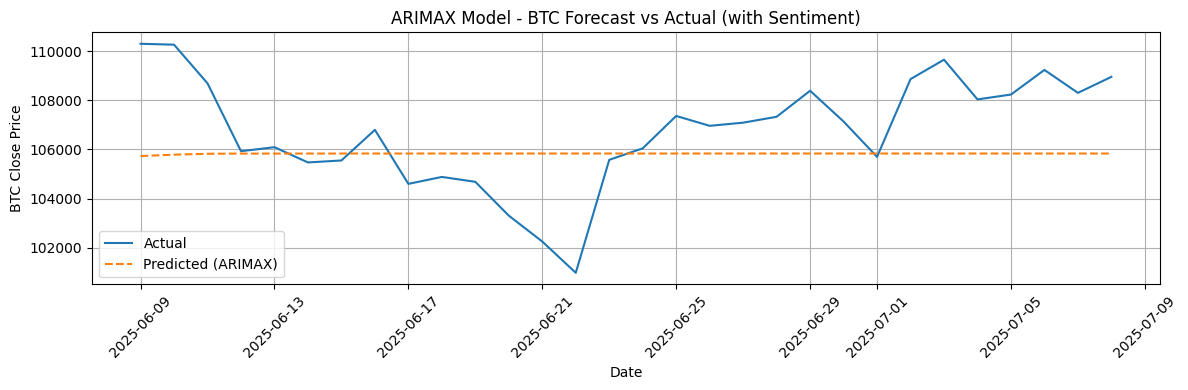 ARIMAX Model - BTC Forecast vs Actual (with Sentiment)
BTC Close Price
110000
108000
106000
104000
102000
Actual
Predicted (ARIMAX)
2025-06-09
2025-06-13
2025-06-17
2025-06-21
2025-06-25
2025-06-29
2025-07-01
2025-07-05
2025-07-09
Date